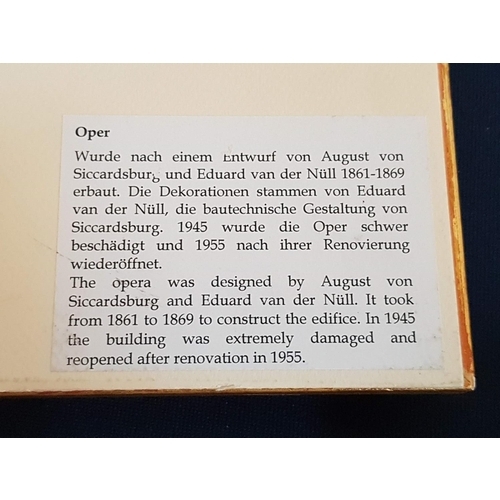 Oper
Wurde nach einem Entwurf von August von
Siccardsburg und Eduard van der Nüll 1861-1869
erbaut. Die Dekorationen stammen von Eduard
van der Nüll, die bautechnische Gestaltung von
Siccardsburg. 1945 wurde die Oper schwer
beschädigt und 1955 nach ihrer Renovierung
wiederöffnet.
The opera was designed by August von
Siccardsburg and Eduard van der Nüll. It took
from 1861 to 1869 to construct the edifice. In 1945
the building was extremely damaged and
reopened after renovation in 1955.